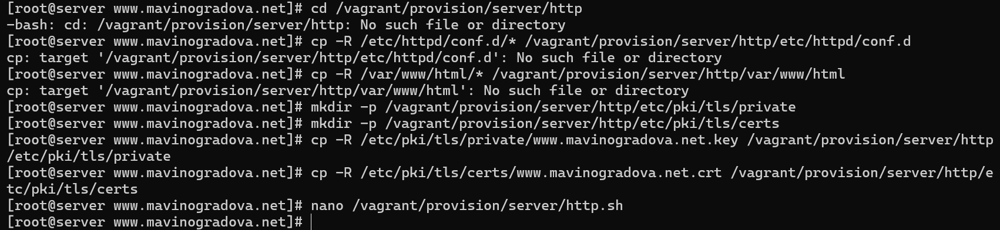 [root@server www.mavinogradova.net]# cd /vagrant/provision/server/http
-bash: cd: /vagrant/provision/server/http: No such file or directory
[root@server www.mavinogradova.net]# cp -R /etc/httpd/conf.d/* /vagrant/provision/server/http/etc/httpd/conf.d
cp: target '/vagrant/provision/server/http/etc/httpd/conf.d': No such file or directory
[root@server www.mavinogradova.net]# cp -R /var/www/html/* /vagrant/provision/server/http/var/www/html
cp: target '/vagrant/provision/server/http/var/www/html': No such file or directory
[root@server www.mavinogradova.net]# mkdir -p /vagrant/provision/server/http/etc/pki/tls/private
[root@server www.mavinogradova.net]# mkdir -p /vagrant/provision/server/http/etc/pki/tls/certs
[root@server www.mavinogradova.net]# cp -R /etc/pki/tls/private/www.mavinogradova.net.key /vagrant/provision/server/http
/etc/pki/tls/private
[root@server www.mavinogradova.net]# cp -R /etc/pki/tls/certs/www.mavinogradova.net.crt /vagrant/provision/server/http/e
tc/pki/tls/certs
[root@server www.mavinogradova.net]# nano /vagrant/provision/server/http.sh
[root@server www.mavinogradova.net]#